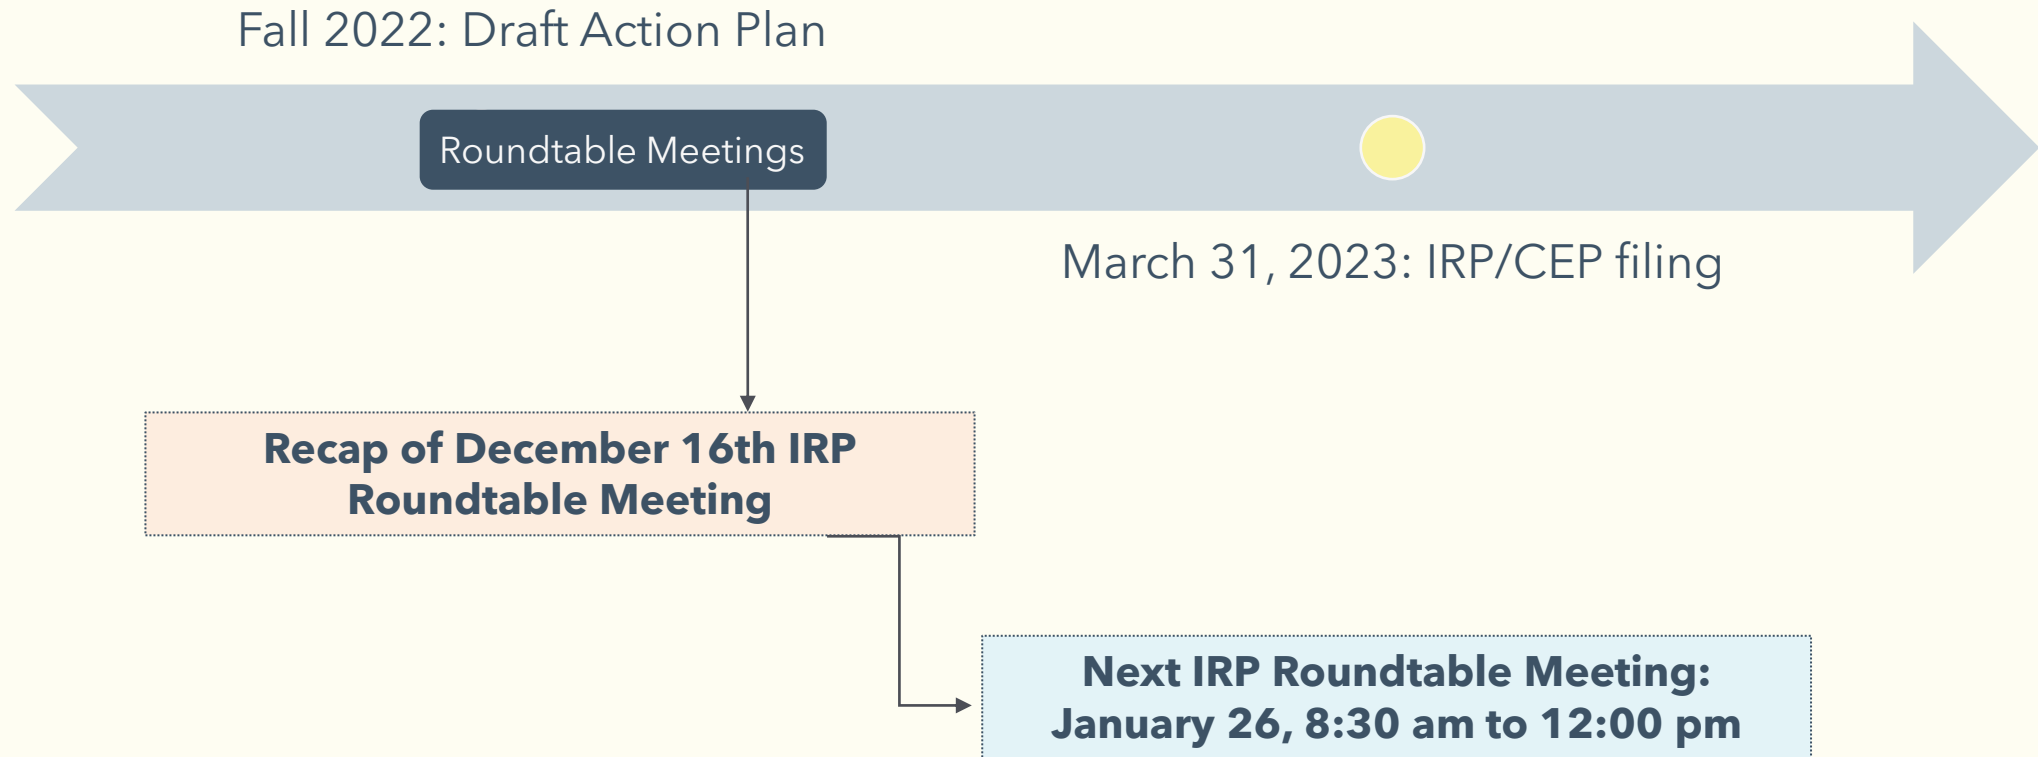 Fall 2022: Draft Action Plan
Roundtable Meetings
March 31, 2023: IRP/CEP filing
Recap of December 16th IRP
Roundtable Meeting
Next IRP Roundtable Meeting:
January 26, 8:30 am to 12:00 pm